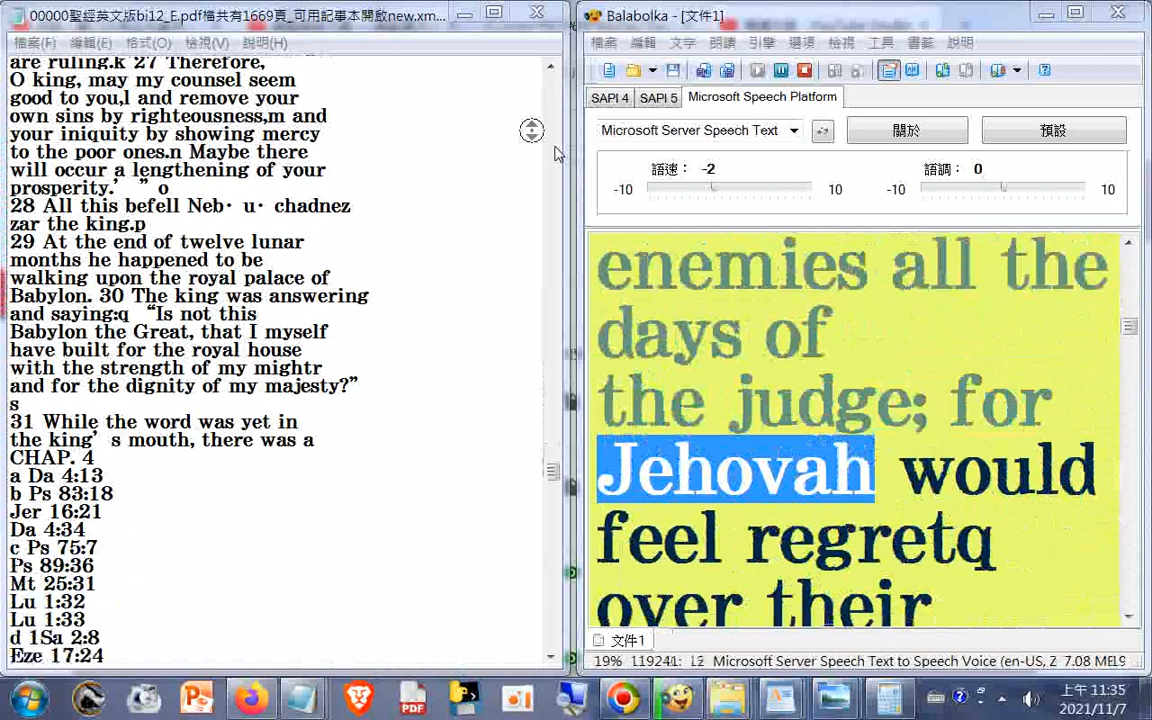 00000聖經英文版bi12_E.pdf檔共有1669頁_可用記事本開啟new.xm...
檔案(F) 編輯(E) 格式(O) 檢視(V) 說明(H)
are ruling.k 27 Therefore,
O king, may my counsel seem
good to you,l and remove your
own sins by righteousness,m and
your iniquity by showing mercy
to the poor ones.n Maybe there
will occur a lengthening of your
prosperity.’ ” o
28 All this befell Neb· u· chadnez
zar the king.p
29 At the end of twelve lunar
months he happened to be
walking upon the royal palace of
Babylon. 30 The king was answering
and saying:q “Is not this
Babylon the Great, that I myself
have built for the royal house
with the strength of my mightr
and for the dignity of my majesty?”
s
31 While the word was yet in
the king’ s mouth, there was a
CHAP. 4
a Da 4:13
b Ps 83:18
Jer 16:21
Da 4:34
c Ps 75:7
Ps 89:36
Mt 25:31
Lu 1:32
Lu 1:33
d 1Sa 2:8
Eze 17:24
Balabolka - [文件1]
檔案 編輯 文字 朗讀 引擎 選項 檢視 工具 書籤 說明
SAPI 4 SAPI 5 Microsoft Speech Platform
Microsoft Server Speech Text 關於 預設
語速： -2 語調： 0
-10 10 -10 10
enemies all the
days of
the judge; for
Jehovah would
feel regretq
over their
文件1
19% 119241: 12 Microsoft Server Speech Text to Speech Voice (en-US, Z 7.08 ME
PDF
上午 11:35
2021/11/7